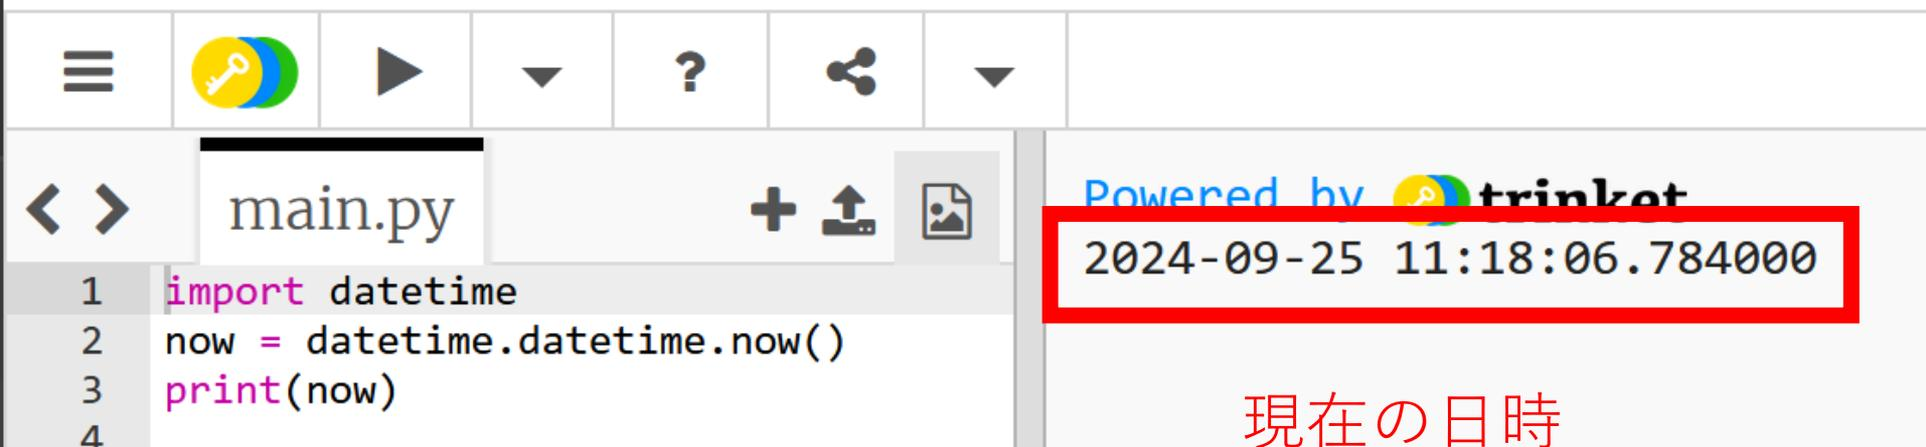 main.py
1 import datetime
2 now = datetime.datetime.now()
3 print(now)
4
Powered by trinket
2024-09-25 11:18:06.784000
現在の日時